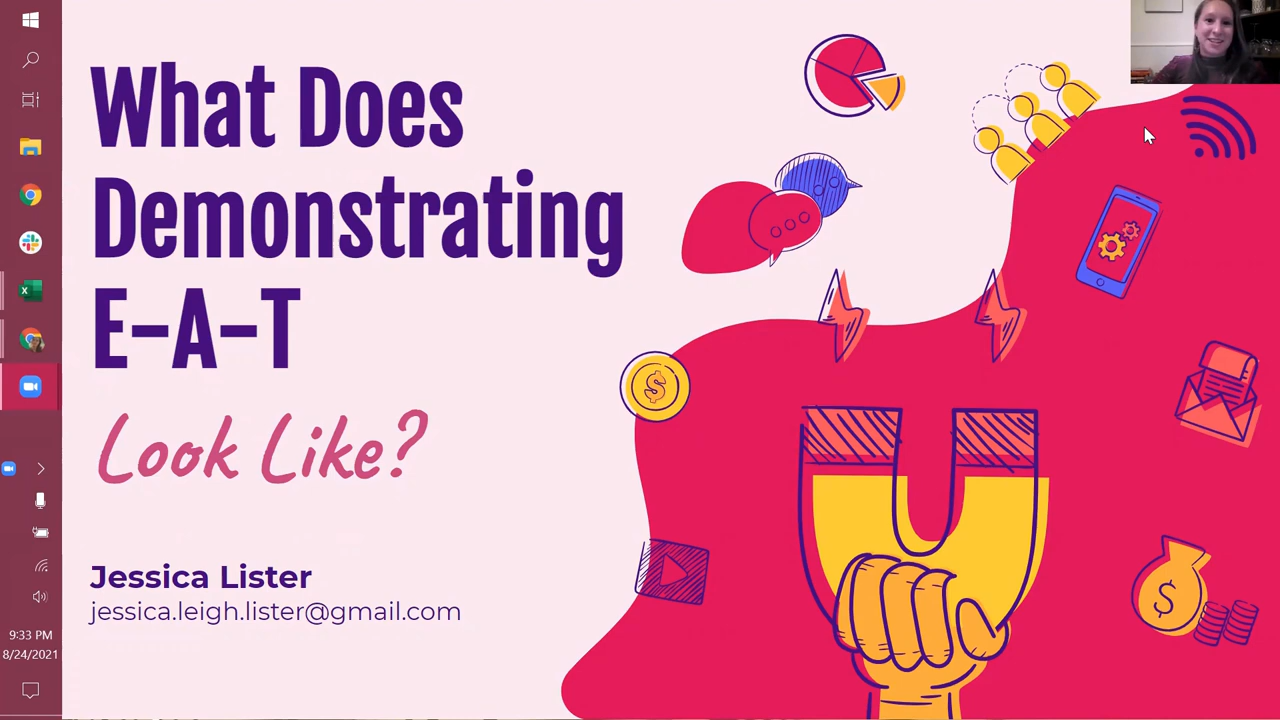 What Does
Demonstrating
E-A-T
Look Like?
Jessica Lister
jessica.leigh.lister@gmail.com
9:33 PM
8/24/2021